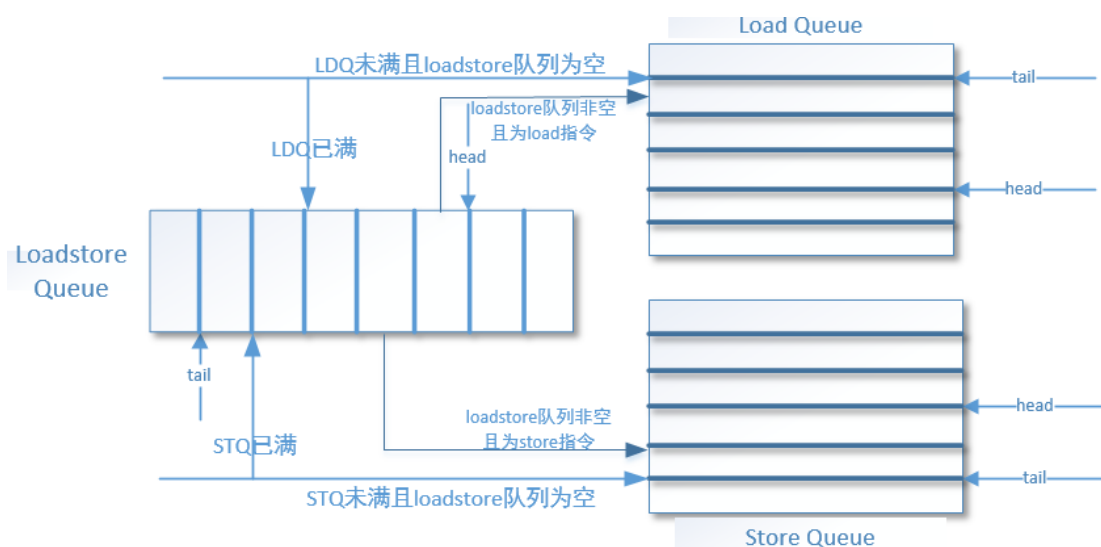 Load Queue
LDQ未满且loadstore队列为空
tail
loadstore队列非空
且为load指令
LDQ已满
head
head
Loadstore
Queue
tail
loadstore队列非空
且为store指令
head
STQ已满
STQ未满且loadstore队列为空
tail
Store Queue